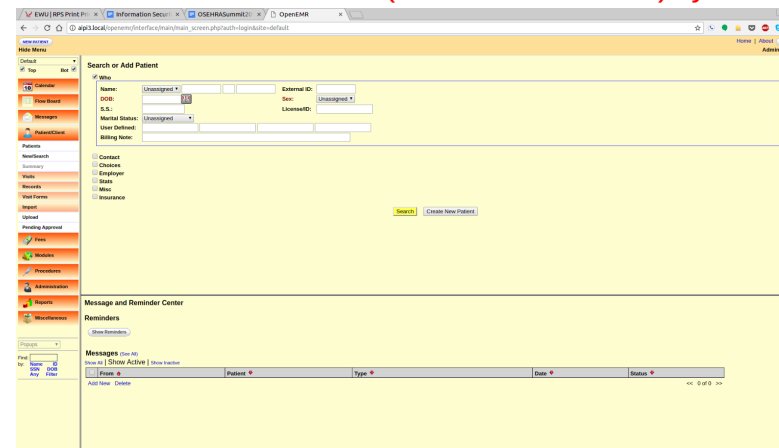 EWU | RPS Print Pri
Information Securit
OSEHRASummit20
OpenEMR
aipi3.local/openemr/interface/main/main_screen.php?auth=login&site=default
NEW PATIENT
Home | About
Hide Menu
Admin
Default
Top Bot
Calendar
Flow Board
Messages
Patient/Client
Patients
New/Search
Summary
Visits
Records
Visit Forms
Import
Upload
Pending Approval
Fees
Modules
Procedures
Administration
Reports
Miscellaneous
Popups
Find:
by: Name ID
SSN DOB
Any Filter
Search or Add Patient
Who
Name: Unassigned External ID:
DOB: Sex: Unassigned
S.S.: License/ID:
Marital Status: Unassigned
User Defined:
Billing Note:
Contact
Choices
Employer
Stats
Misc
Insurance
Search Create New Patient
Message and Reminder Center
Reminders
Show Reminders
Messages (See All)
Show All | Show Active | Show Inactive
From Patient Type Date Status
Add New Delete << 0 of 0 >>